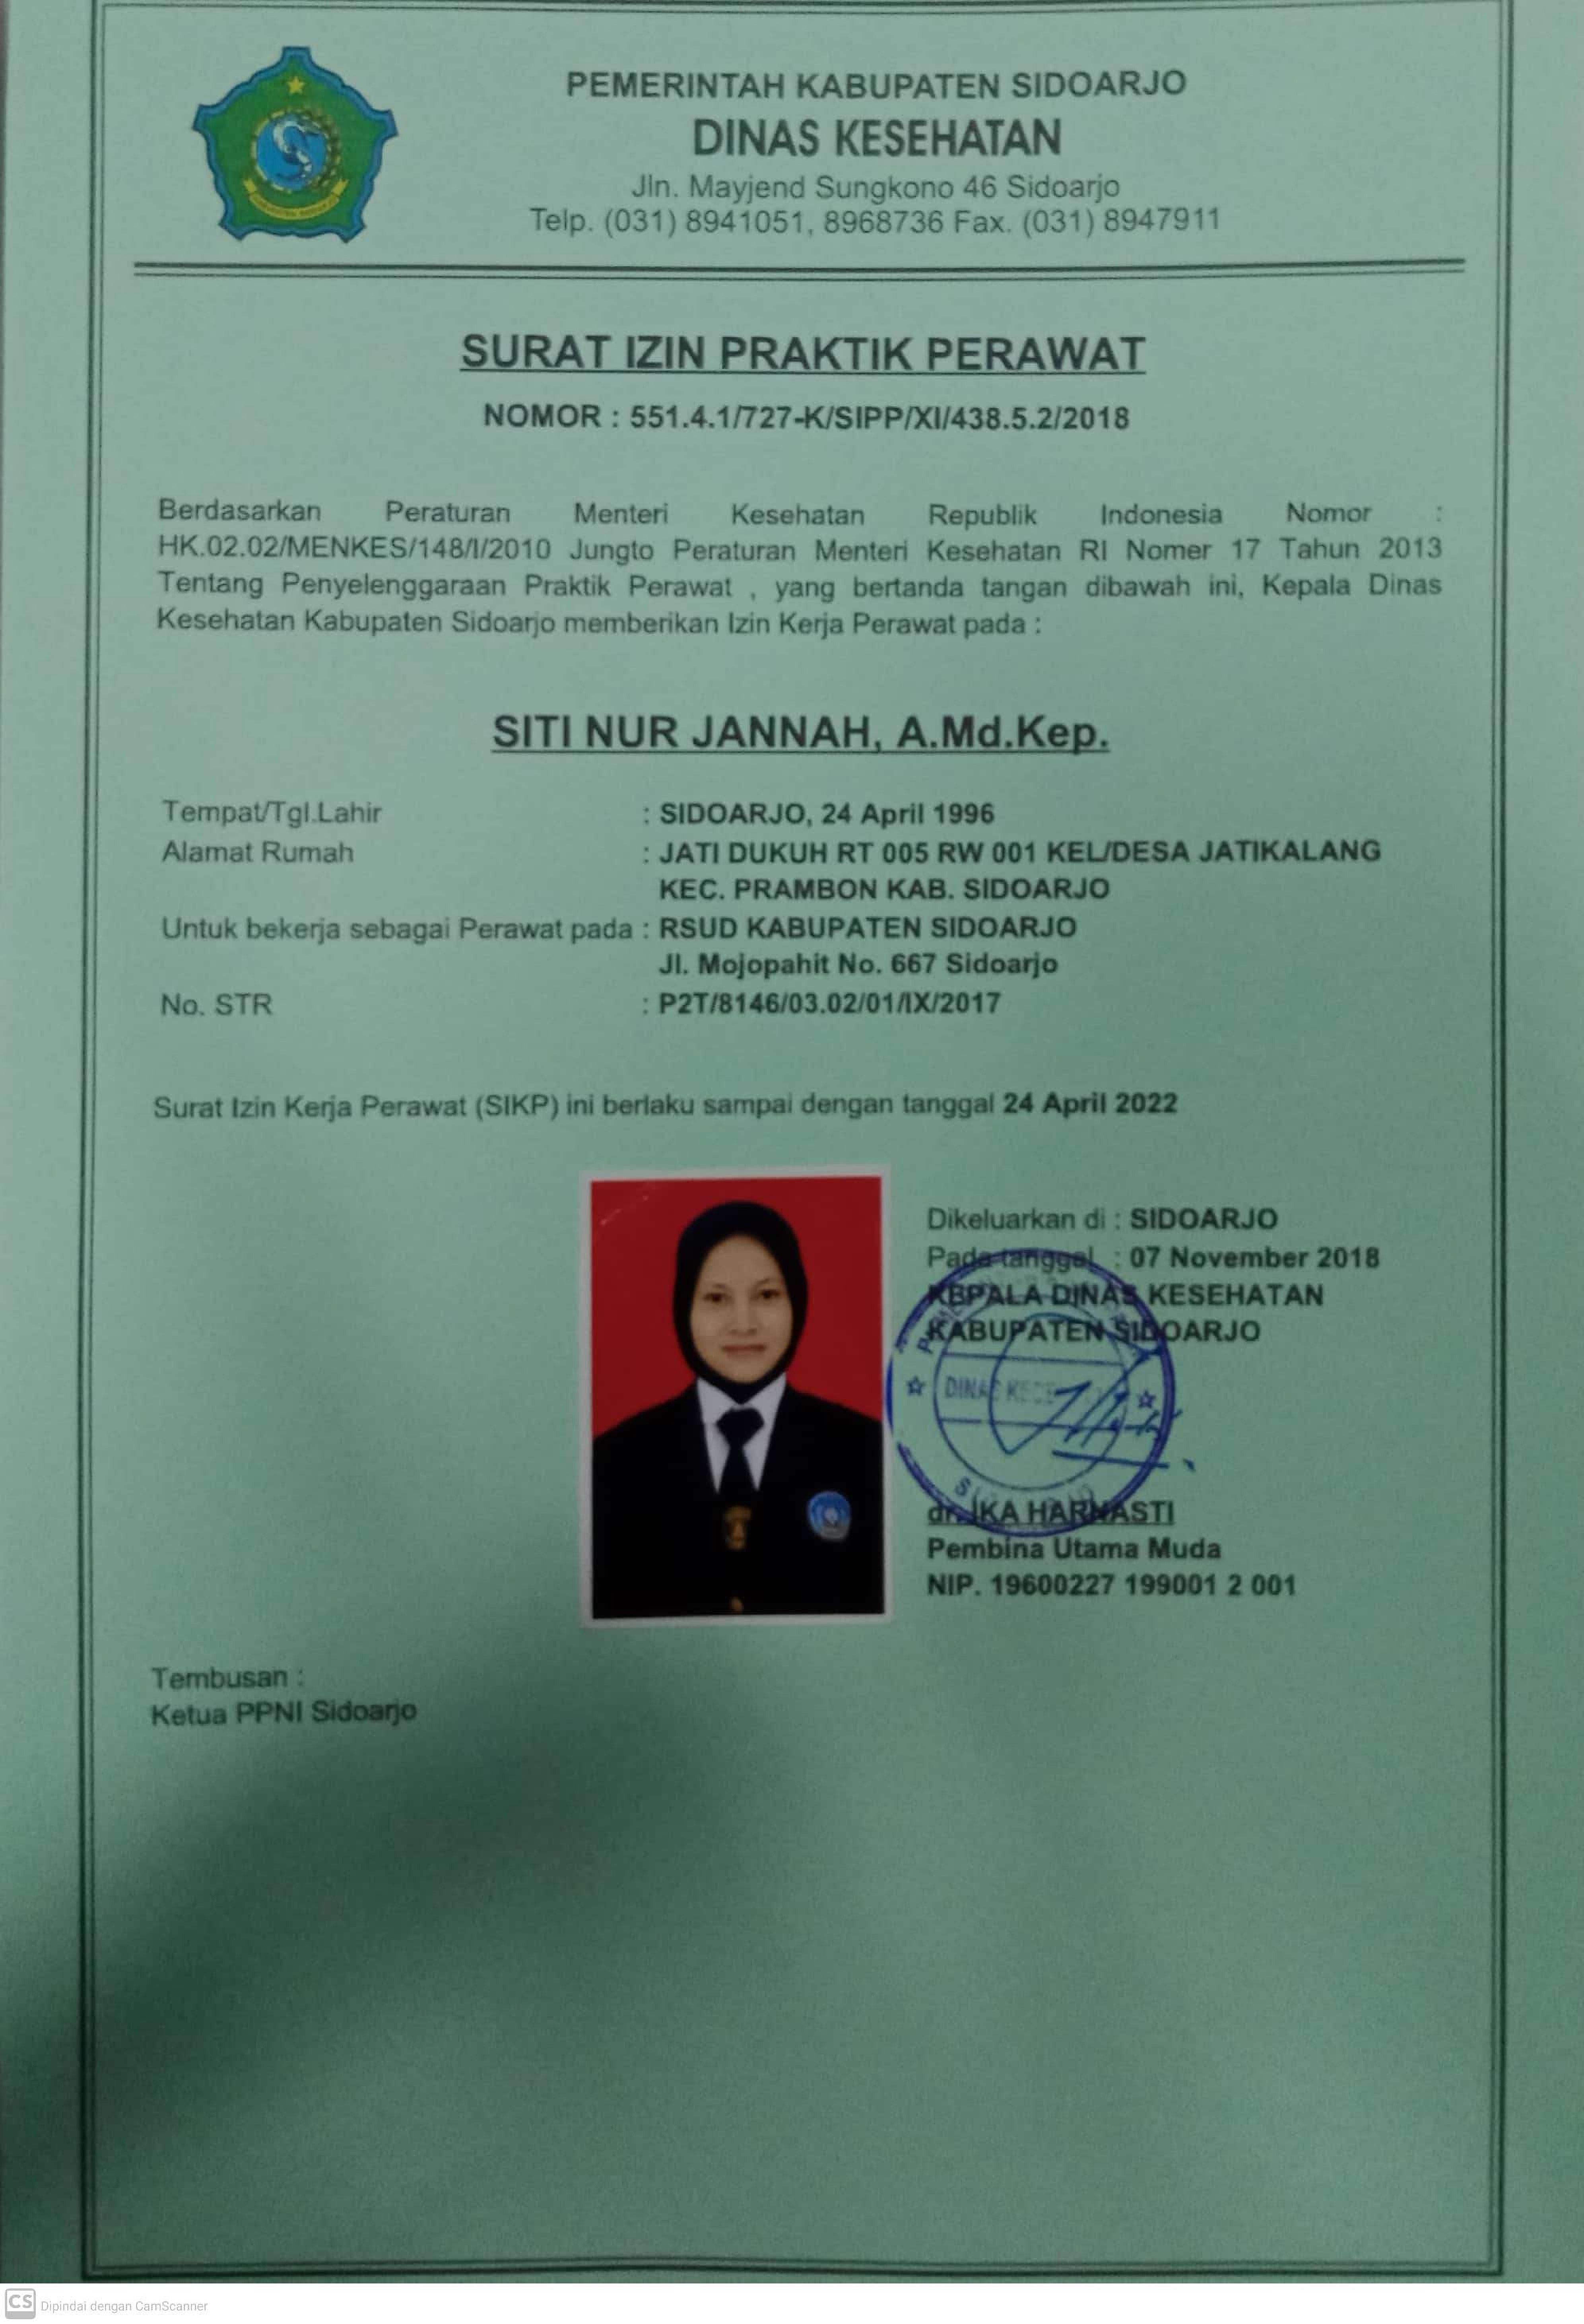 PEMERINTAH KABUPATEN SIDOARJO
DINAS KESEHATAN
Jln. Mayjend Sungkono 46 Sidoarjo
Telp. (031) 8941051, 8968736 Fax. (031) 8947911
SURAT IZIN PRAKTIK PERAWAT
NOMOR : 551.4.1/727-K/SIPP/XI/438.5.2/2018
Berdasarkan Peraturan Menteri Kesehatan Republik Indonesia Nomor :
HK.02.02/MENKES/148/I/2010 Jungto Peraturan Menteri Kesehatan RI Nomer 17 Tahun 2013
Tentang Penyelenggaraan Praktik Perawat , yang bertanda tangan dibawah ini, Kepala Dinas
Kesehatan Kabupaten Sidoarjo memberikan Izin Kerja Perawat pada :
SITI NUR JANNAH, A.Md.Kep.
Tempat/Tgl.Lahir : SIDOARJO, 24 April 1996
Alamat Rumah : JATI DUKUH RT 005 RW 001 KEL/DESA JATIKALANG
KEC. PRAMBON KAB. SIDOARJO
Untuk bekerja sebagai Perawat pada : RSUD KABUPATEN SIDOARJO
Jl. Mojopahit No. 667 Sidoarjo
No. STR : P2T/8146/03.02/01/IX/2017
Surat Izin Kerja Perawat (SIKP) ini berlaku sampai dengan tanggal 24 April 2022
Dikeluarkan di : SIDOARJO
Pada tanggal : 07 November 2018
KEPALA DINAS KESEHATAN
KABUPATEN SIDOARJO
DINAS
dr. IKA HARNASTI
Pembina Utama Muda
NIP. 19600227 199001 2 001
Tembusan :
Ketua PPNI Sidoarjo
CS Dipindai dengan CamScanner